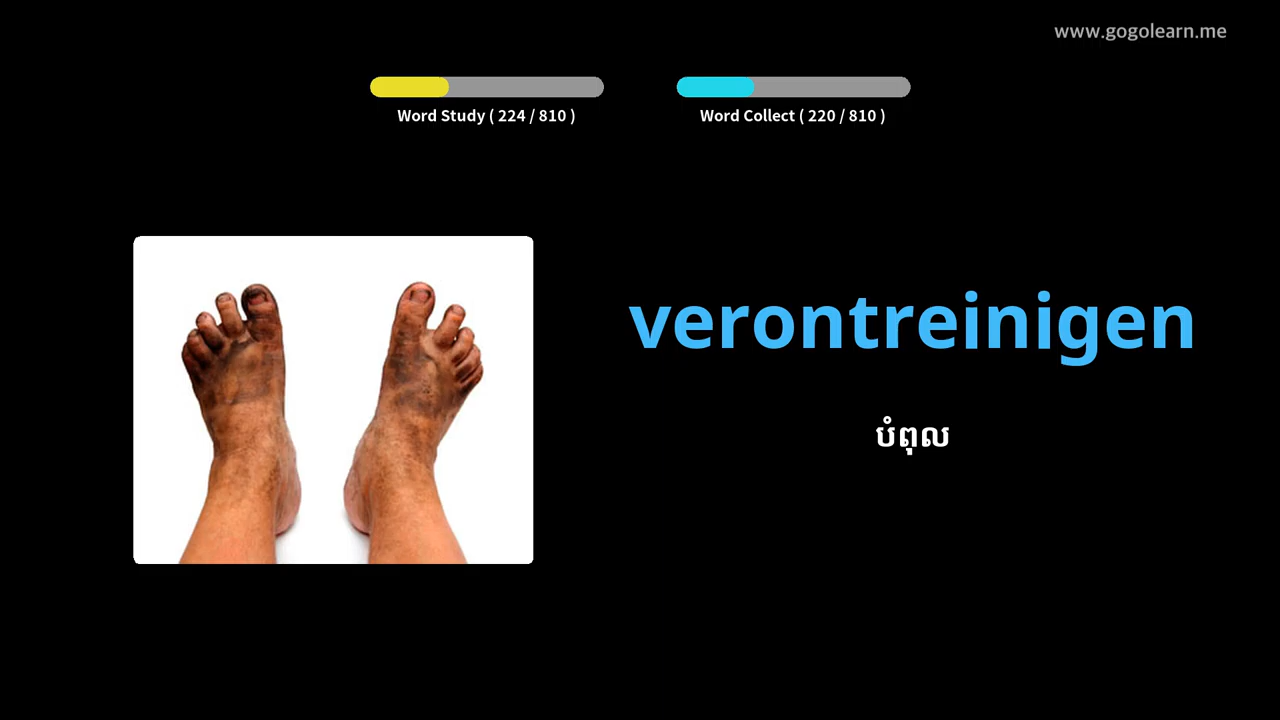 www.gogolearn.me
Word Study ( 224 / 810 )
Word Collect ( 220 / 810 )
verontreinigen
បំពុល